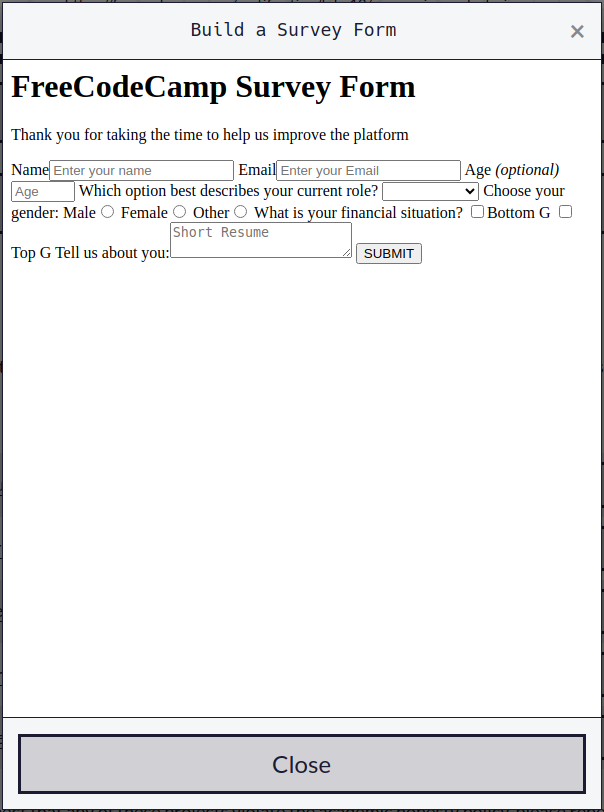 Build a Survey Form ×
FreeCodeCamp Survey Form
Thank you for taking the time to help us improve the platform
Name Enter your name Email Enter your Email Age (optional)
Age Which option best describes your current role? Choose your
gender: Male Female Other What is your financial situation? Bottom G
Short Resume
Top G Tell us about you: SUBMIT
Close